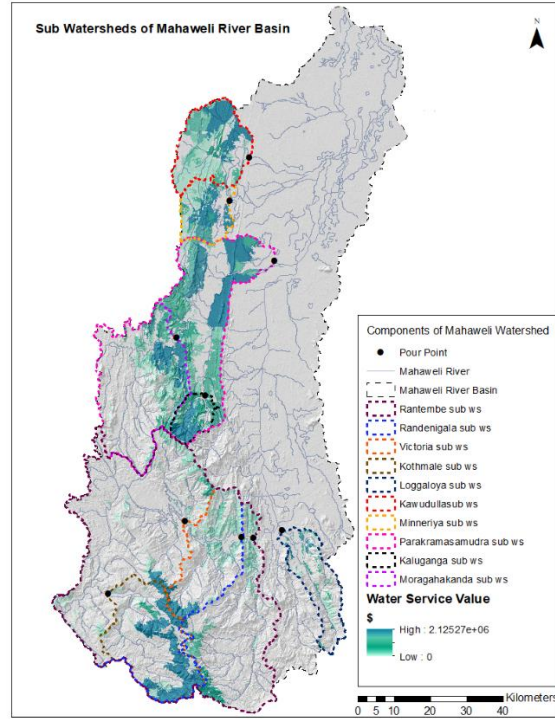 Sub Watersheds of Mahaweli River Basin
N
Components of Mahaweli Watershed
Pour Point
Mahaweli River
Mahaweli River Basin
Rantembe sub ws
Randenigala sub ws
Victoria sub ws
Kothmale sub ws
Loggaloya sub ws
Kawudullasub ws
Minneriya sub ws
Parakramasamudra sub ws
Kaluganga sub ws
Moragahakanda sub ws
Water Service Value
$
High : 2.12527e+06
Low : 0
Kilometers
0 5 10 20 30 40